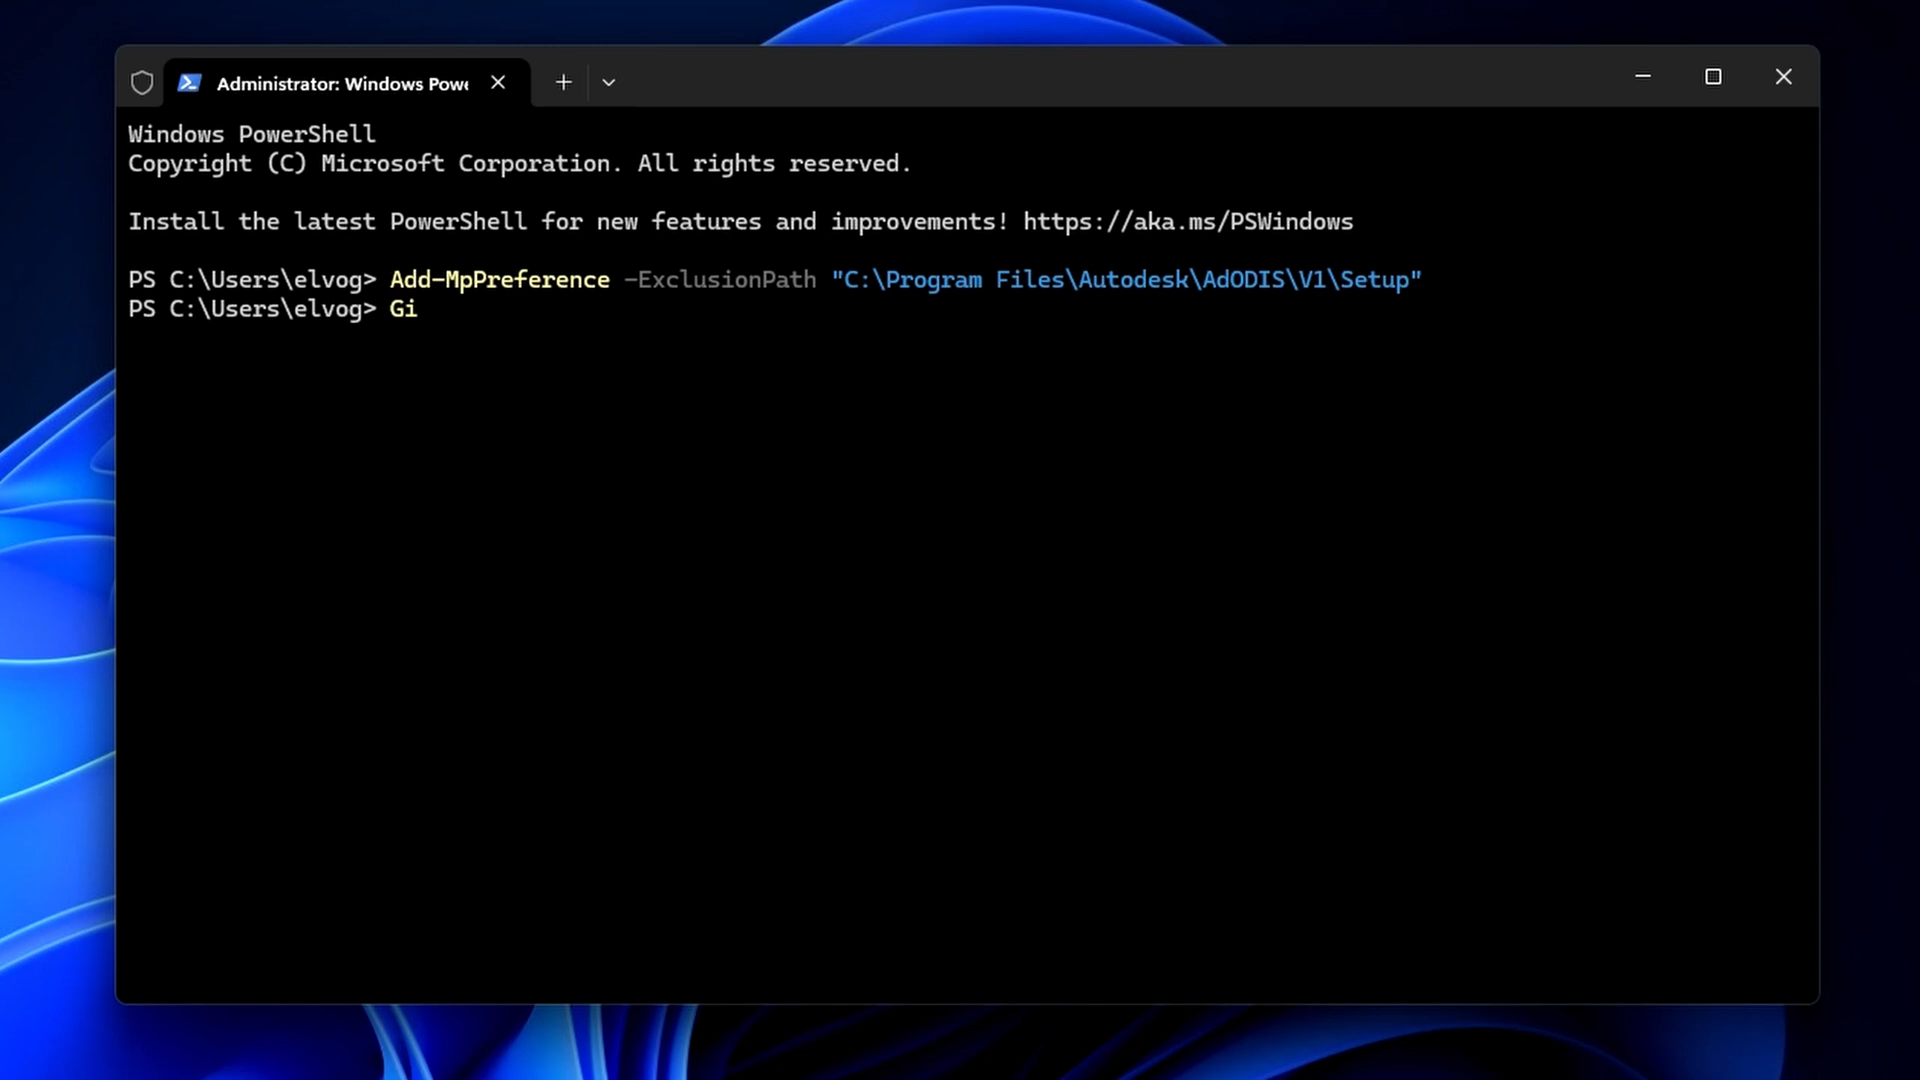 Administrator: Windows Powe
Windows PowerShell
Copyright (C) Microsoft Corporation. All rights reserved.
Install the latest PowerShell for new features and improvements! https://aka.ms/PSWindows
PS C:\Users\elvog> Add-MpPreference -ExclusionPath "C:\Program Files\Autodesk\AdODIS\V1\Setup"
PS C:\Users\elvog> Gi